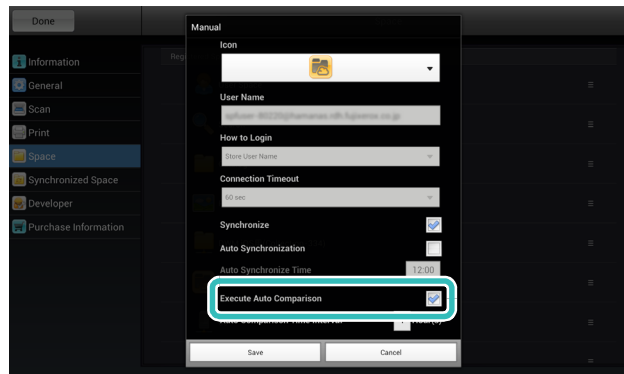 Done
Manual
Icon
Information
General
User Name
Scan
Print
How to Login
Store User Name
Space
Connection Timeout
Synchronized Space
60 sec
Developer
Purchase Information
Synchronize
Auto Synchronization
Auto Synchronize Time 12:00
Execute Auto Comparison
Save Cancel